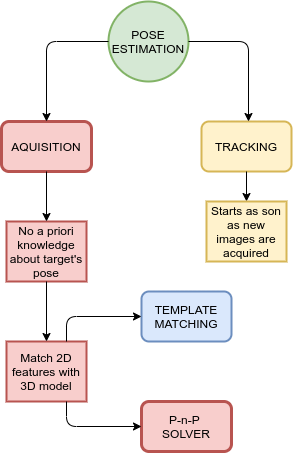 POSE
ESTIMATION
AQUISITION
TRACKING
No a priori
knowledge
about target's
pose
Starts as son
as new
images are
acquired
Match 2D
features with
3D model
TEMPLATE
MATCHING
P-n-P
SOLVER